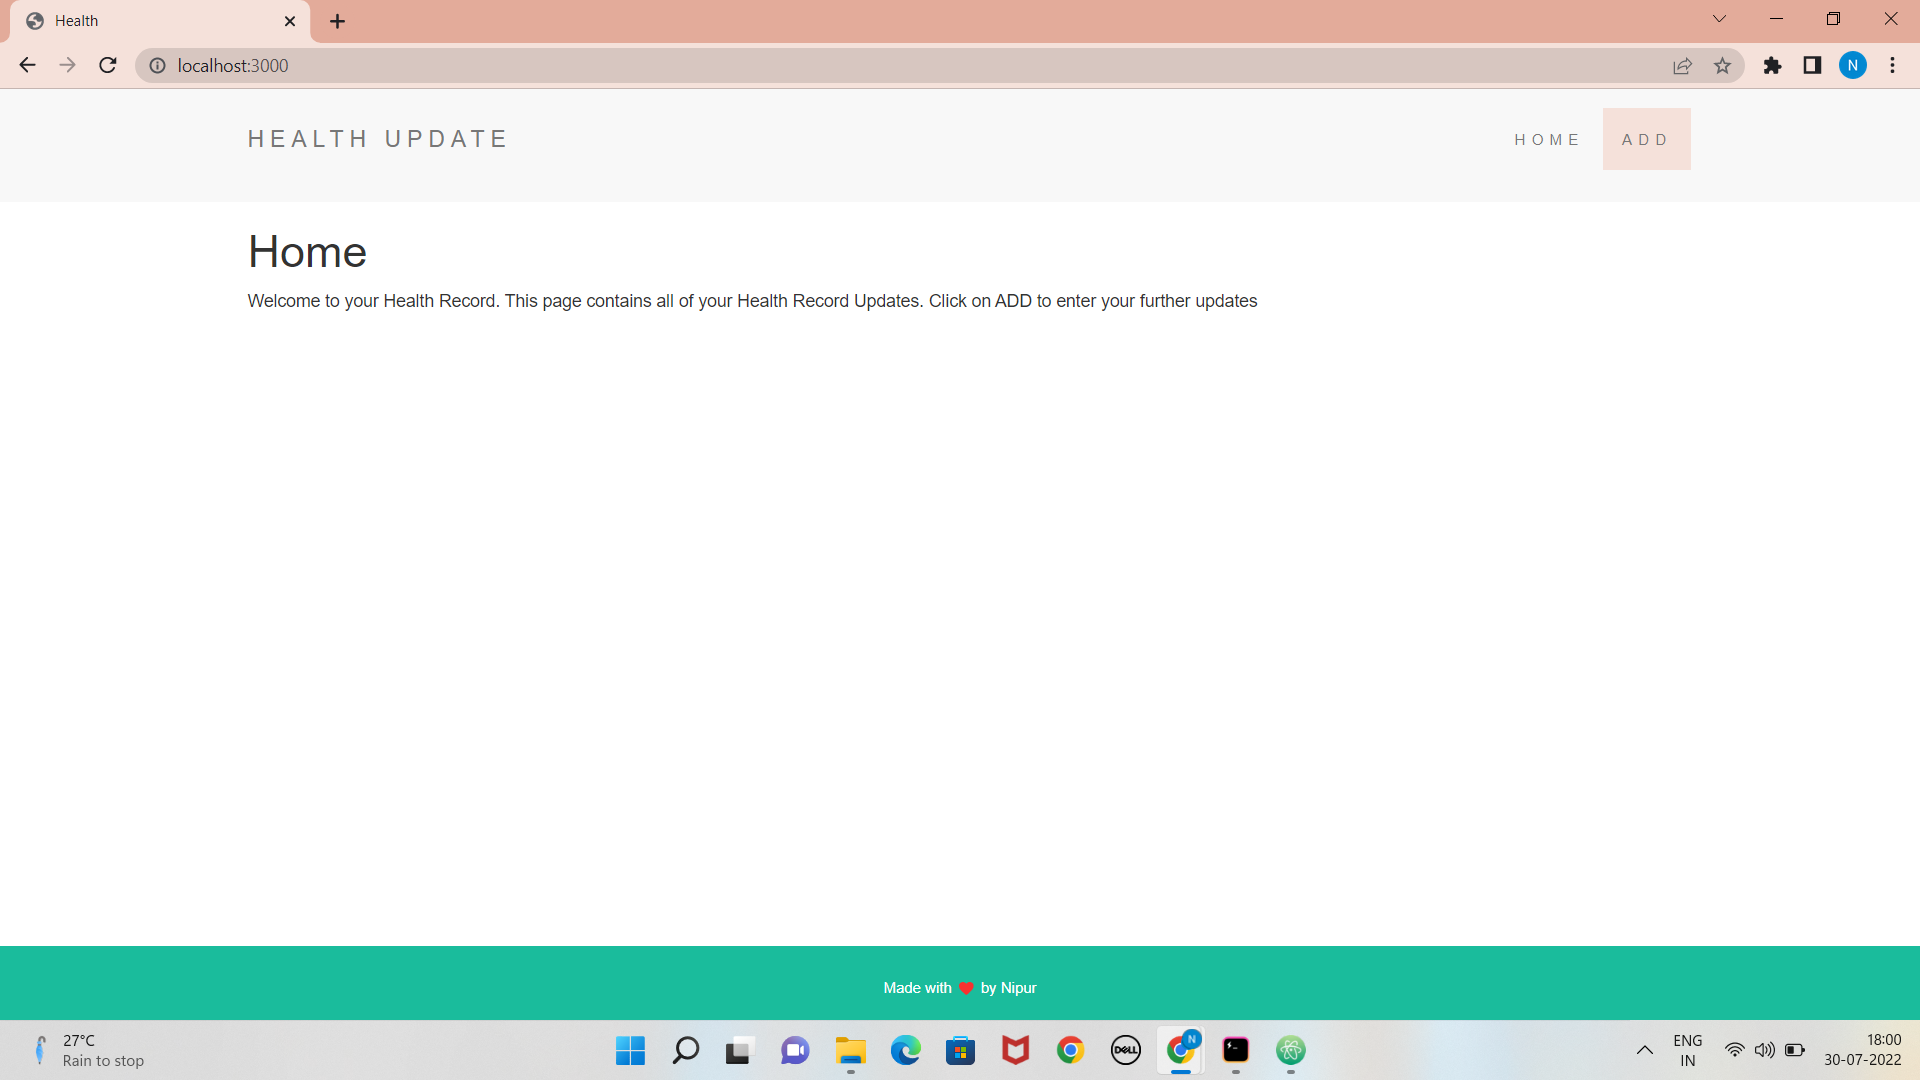 Health
localhost:3000
N
HEALTH UPDATE
HOME
ADD
Home
Welcome to your Health Record. This page contains all of your Health Record Updates. Click on ADD to enter your further updates
Made with ❤ by Nipur
27°C
Rain to stop
DELL
N
ENG
IN
18:00
30-07-2022